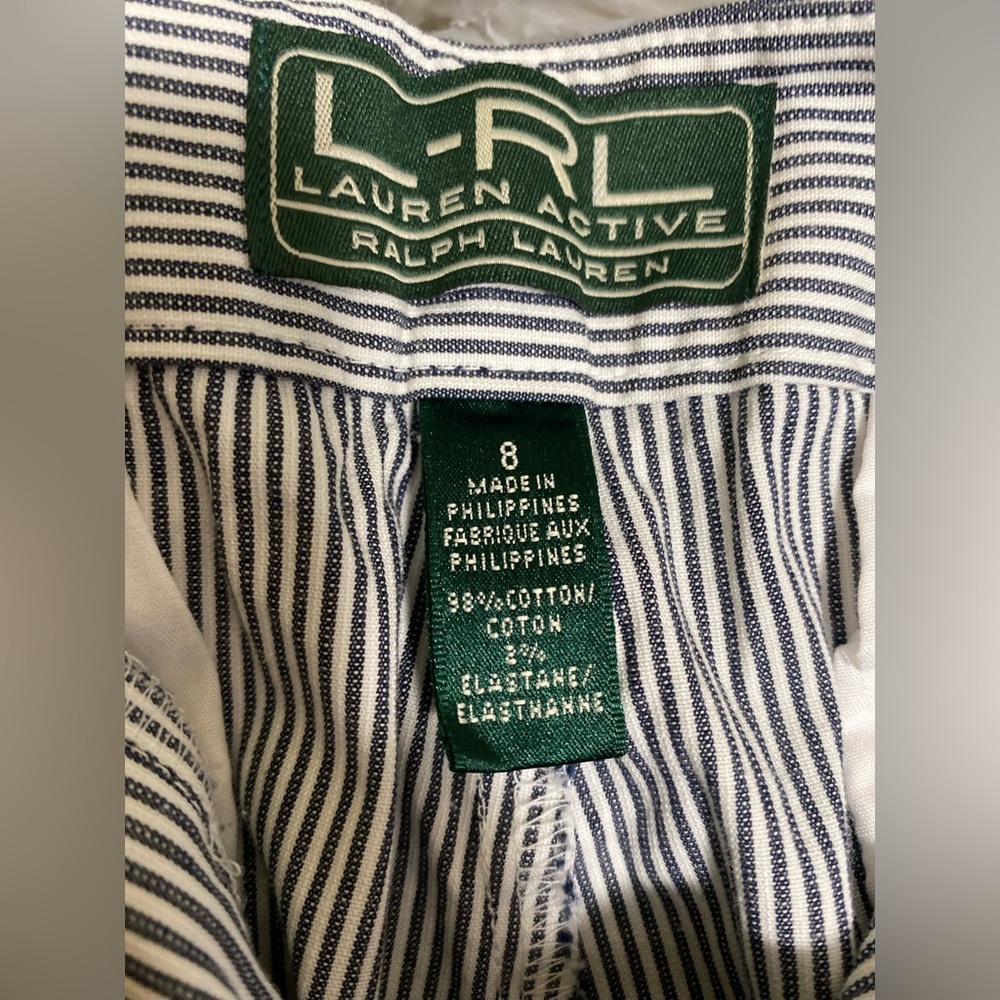 L-RL
LAUREN ACTIVE
RALPH LAUREN
8
MADE IN
PHILIPPINES
FABRIQUE AUX
PHILIPPINES
98% COTTON/
COTON
2%
ELASTANE/
ELASTHANNE